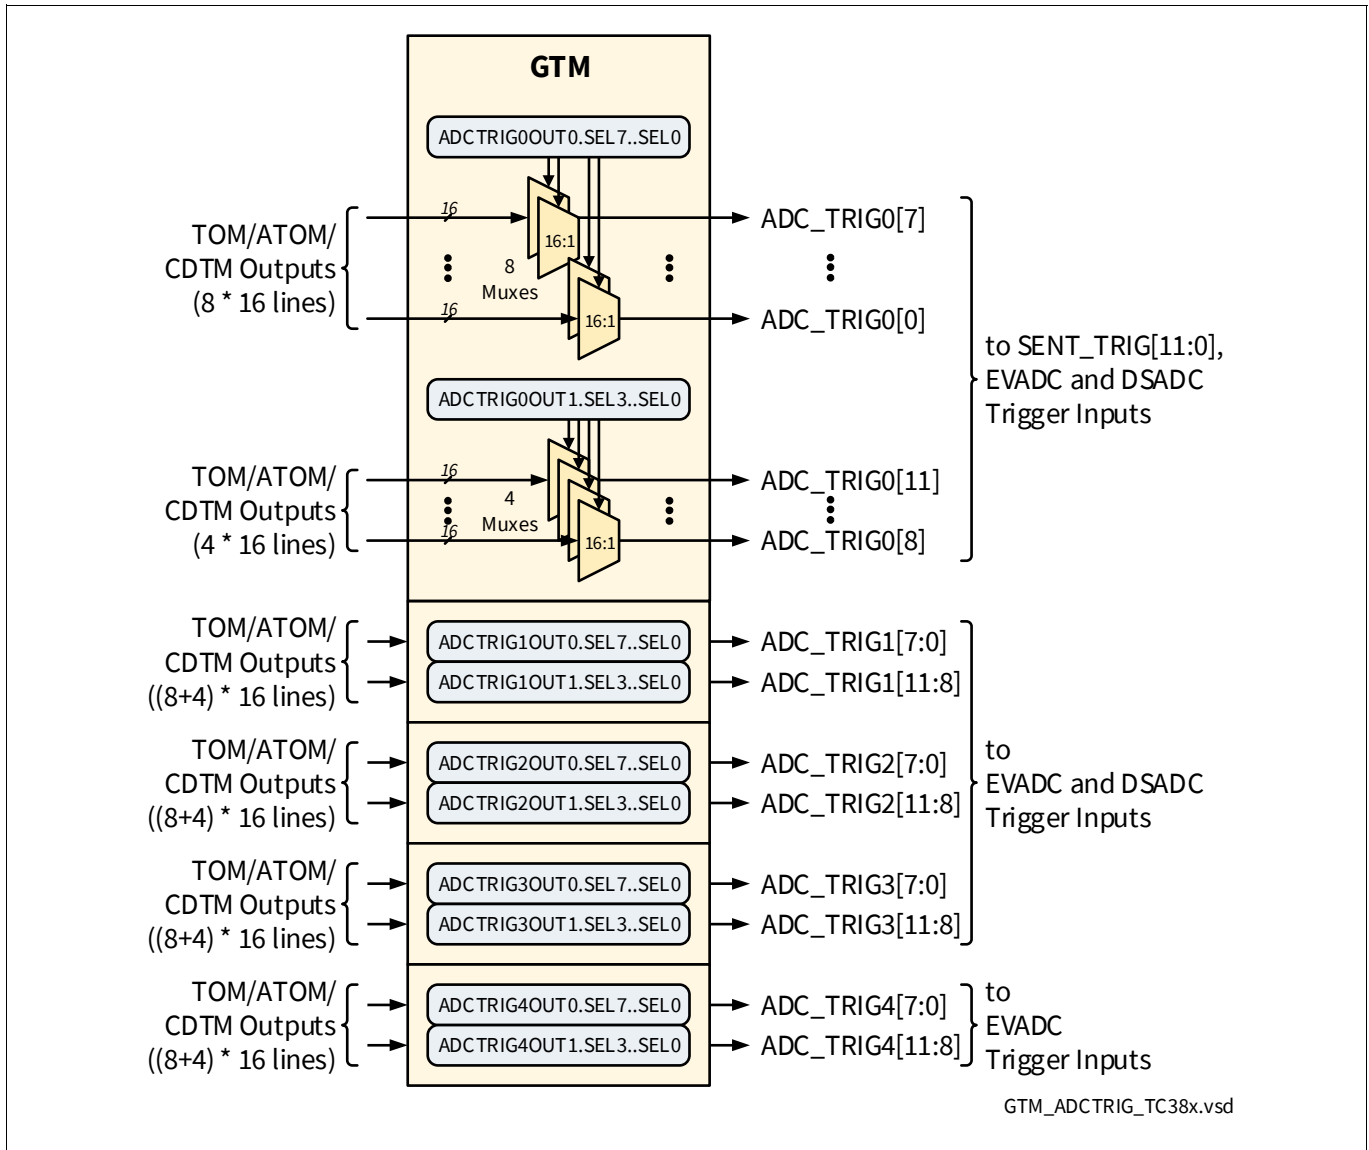 GTM
ADCTRIG0OUT0.SEL7..SEL0
TOM/ATOM/
CDTM Outputs
(8 * 16 lines)
16
16:1
ADC_TRIG0[7]
8
Muxes
16
16:1
ADC_TRIG0[0]
to SENT_TRIG[11:0],
EVADC and DSADC
Trigger Inputs
ADCTRIG0OUT1.SEL3..SEL0
TOM/ATOM/
CDTM Outputs
(4 * 16 lines)
16
ADC_TRIG0[11]
4
Muxes
16
16:1
ADC_TRIG0[8]
TOM/ATOM/
CDTM Outputs
((8+4) * 16 lines)
ADCTRIG1OUT0.SEL7..SEL0
ADCTRIG1OUT1.SEL3..SEL0
ADC_TRIG1[7:0]
ADC_TRIG1[11:8]
TOM/ATOM/
CDTM Outputs
((8+4) * 16 lines)
ADCTRIG2OUT0.SEL7..SEL0
ADCTRIG2OUT1.SEL3..SEL0
ADC_TRIG2[7:0]
ADC_TRIG2[11:8]
to
EVADC and DSADC
Trigger Inputs
TOM/ATOM/
CDTM Outputs
((8+4) * 16 lines)
ADCTRIG3OUT0.SEL7..SEL0
ADCTRIG3OUT1.SEL3..SEL0
ADC_TRIG3[7:0]
ADC_TRIG3[11:8]
TOM/ATOM/
CDTM Outputs
((8+4) * 16 lines)
ADCTRIG4OUT0.SEL7..SEL0
ADCTRIG4OUT1.SEL3..SEL0
ADC_TRIG4[7:0]
ADC_TRIG4[11:8]
to
EVADC
Trigger Inputs
GTM_ADCTRIG_TC38x.vsd